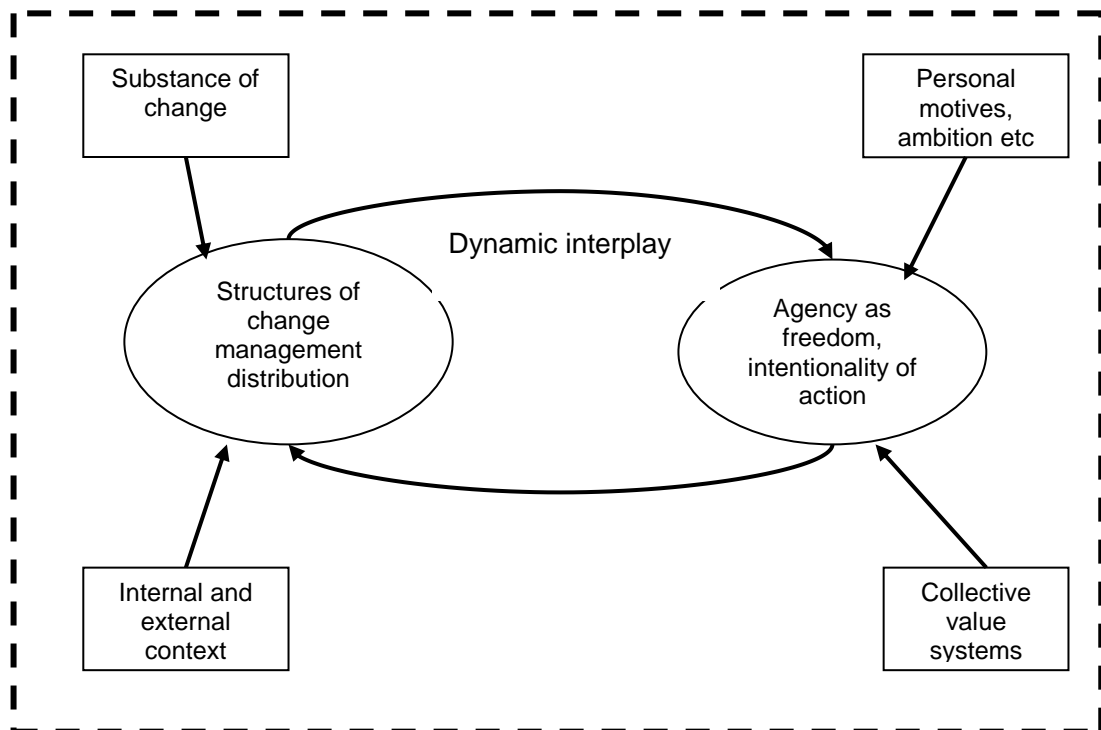 Substance of
change
Personal
motives,
ambition etc
Dynamic interplay
Structures of
change
management
distribution
Agency as
freedom,
intentionality of
action
Internal and
external
context
Collective
value
systems